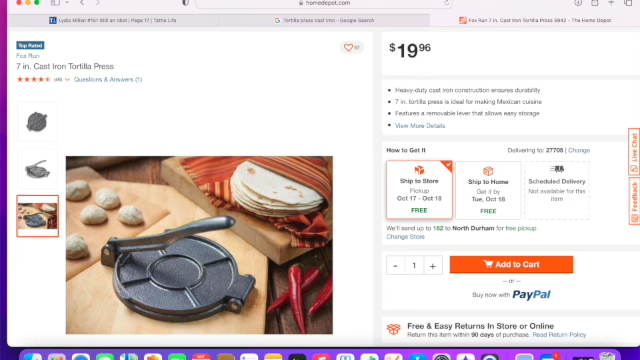 homedepot.com
Lydia Millen #161 Still an Idiot | Page 17 | Tattle Life
Tortilla press cast iron - Google Search
Fox Run 7 in. Cast Iron Tortilla Press 5942 - The Home Depot
Top Rated
Fox Run
7 in. Cast Iron Tortilla Press
Questions & Answers (1)
57
$19 96
Heavy-duty cast iron construction ensures durability
7 in. tortilla press is ideal for making Mexican cuisine
Features a removable lever that allows easy storage
View More Details
How to Get It
Delivering to: 27705 | Change
Ship to Store
Pickup
Oct 17 - Oct 18
FREE
Ship to Home
Get it by
Tue, Oct 18
FREE
Scheduled Delivery
Not available for this
item
We'll send up to 182 to North Durham for free pickup
Change Store
- 1 +
Add to Cart
or
Buy now with PayPal
Free & Easy Returns In Store or Online
Return this item within 90 days of purchase. Read Return Policy
Live Chat
Feedback